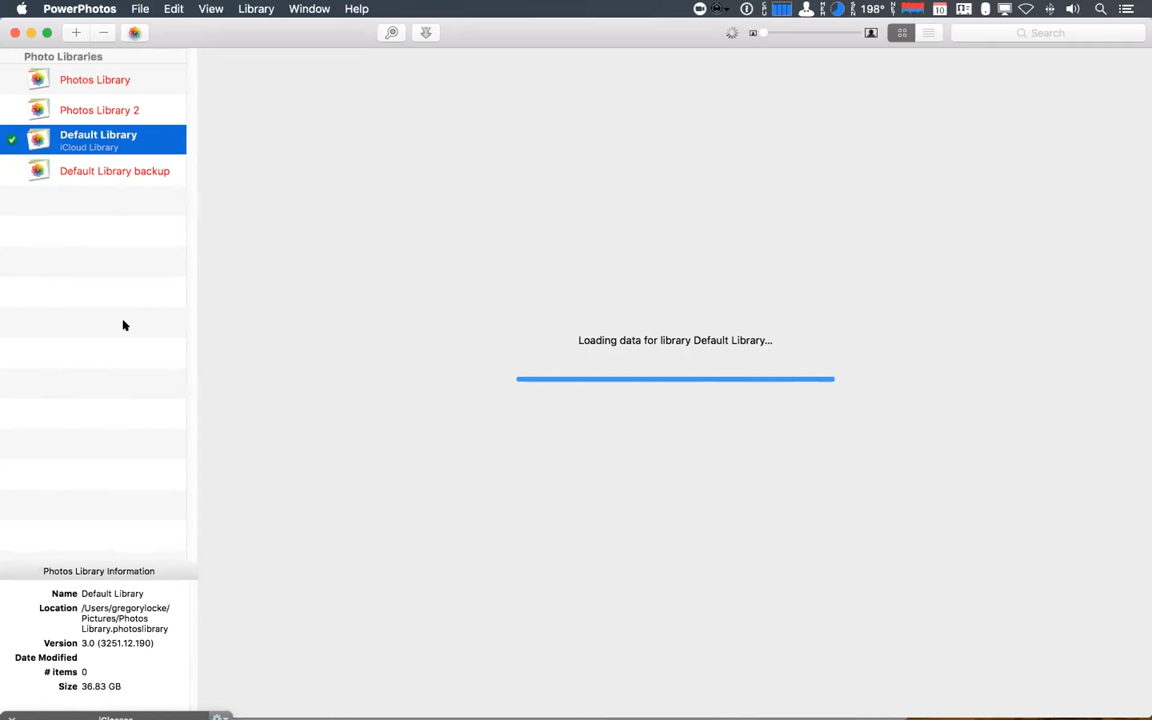 PowerPhotos File Edit View Library Window Help
198°
10
Search
Photo Libraries
Photos Library
Photos Library 2
Default Library
iCloud Library
Default Library backup
Loading data for library Default Library...
Photos Library Information
Name Default Library
Location /Users/gregorylocke/
Pictures/Photos
Library.photoslibrary
Version 3.0 (3251.12.190)
Date Modified
# items 0
Size 36.83 GB